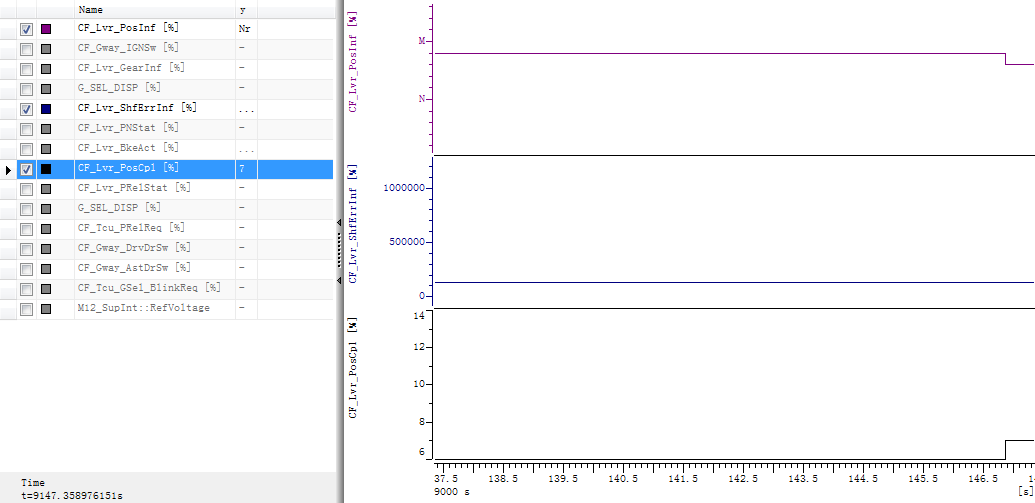 Name y
CF_Lvr_PosInf [%] Nr
CF_Gway_IGNSw [%] -
CF_Lvr_GearInf [%] -
G_SEL_DISP [%] -
CF_Lvr_ShfErrInf [%] ...
CF_Lvr_PNStat [%] -
CF_Lvr_BkeAct [%] ...
CF_Lvr_PosCpl [%] 7
CF_Lvr_PRelStat [%] -
G_SEL_DISP [%] -
CF_Tcu_PRelReq [%] -
CF_Gway_DrvDrSw [%] -
CF_Gway_AstDrSw [%] -
CF_Tcu_GSel_BlinkReq [%] -
M12_SupInt::RefVoltage -
Time
t=9147.358976151s
CF_Lvr_PosInf [%]
M
N
CF_Lvr_ShfErrInf [%]
1000000
500000
0
CF_Lvr_PosCpl [%]
14
12
10
8
6
37.5 138.5 139.5 140.5 141.5 142.5 143.5 144.5 145.5 146.5
9000 s [s]